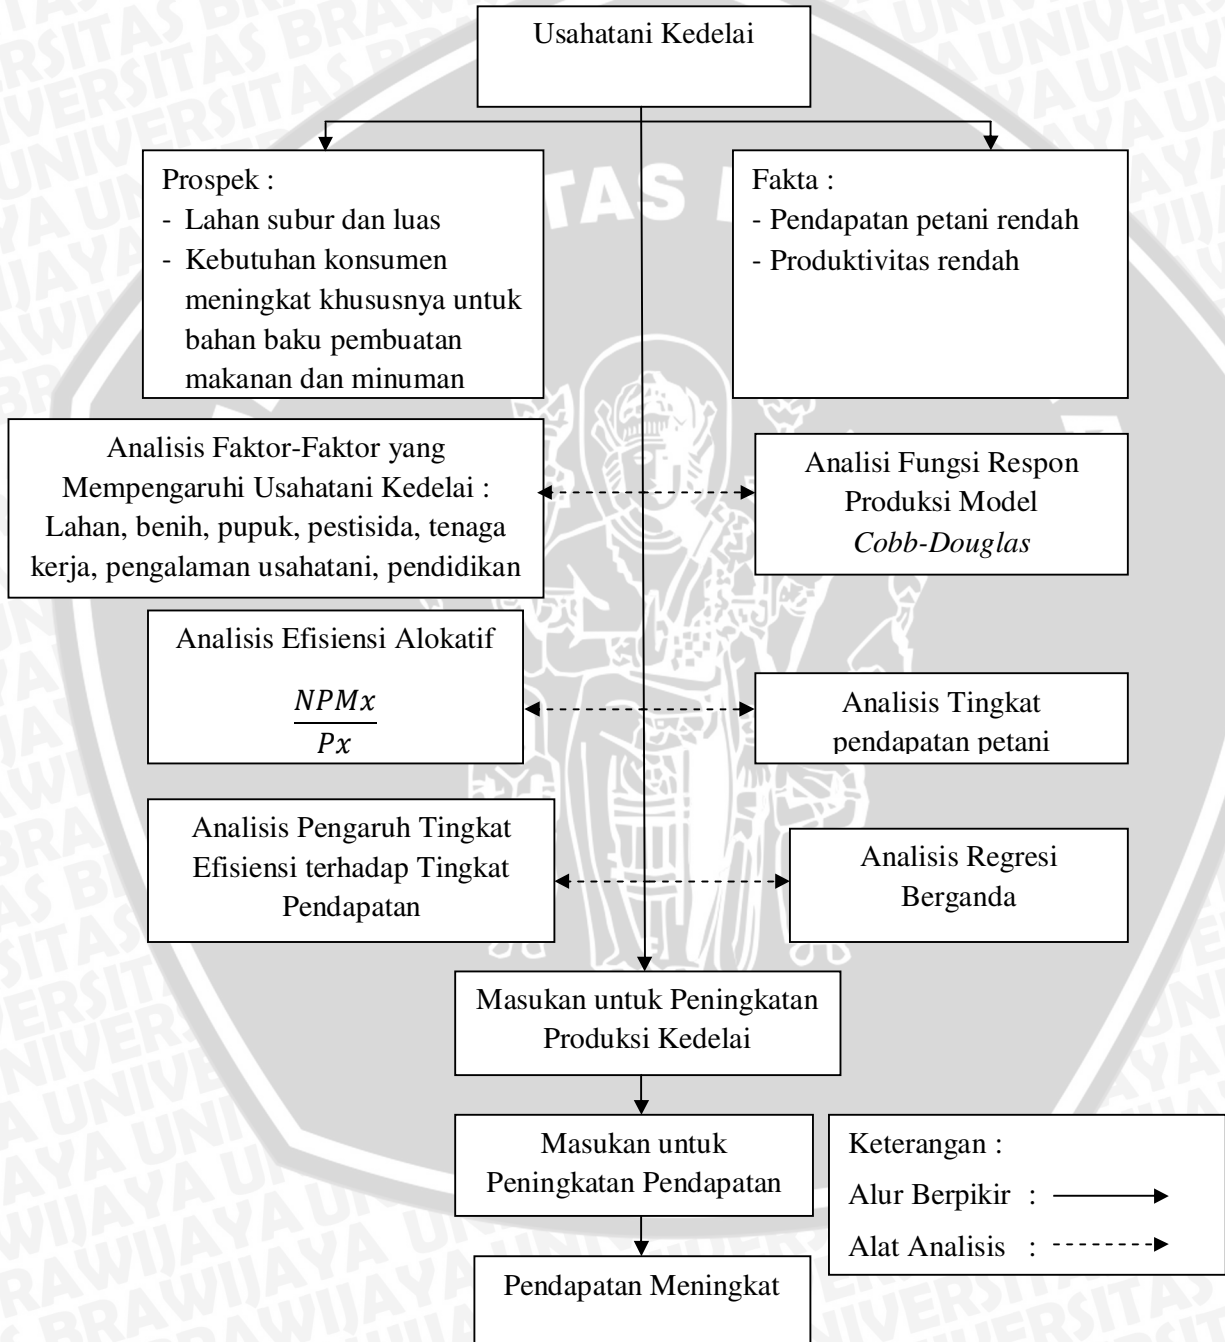 Usahatani Kedelai
Prospek :
- Lahan subur dan luas
- Kebutuhan konsumen
meningkat khususnya untuk
bahan baku pembuatan
makanan dan minuman
Fakta :
- Pendapatan petani rendah
- Produktivitas rendah
Analisis Faktor-Faktor yang
Mempengaruhi Usahatani Kedelai :
Lahan, benih, pupuk, pestisida, tenaga
kerja, pengalaman usahatani, pendidikan
Analisi Fungsi Respon
Produksi Model
Cobb-Douglas
Analisis Efisiensi Alokatif
NPMx
Px
Analisis Tingkat
pendapatan petani
Analisis Pengaruh Tingkat
Efisiensi terhadap Tingkat
Pendapatan
Analisis Regresi
Berganda
Masukan untuk Peningkatan
Produksi Kedelai
Masukan untuk
Peningkatan Pendapatan
Pendapatan Meningkat
Keterangan :
Alur Berpikir :
Alat Analisis :